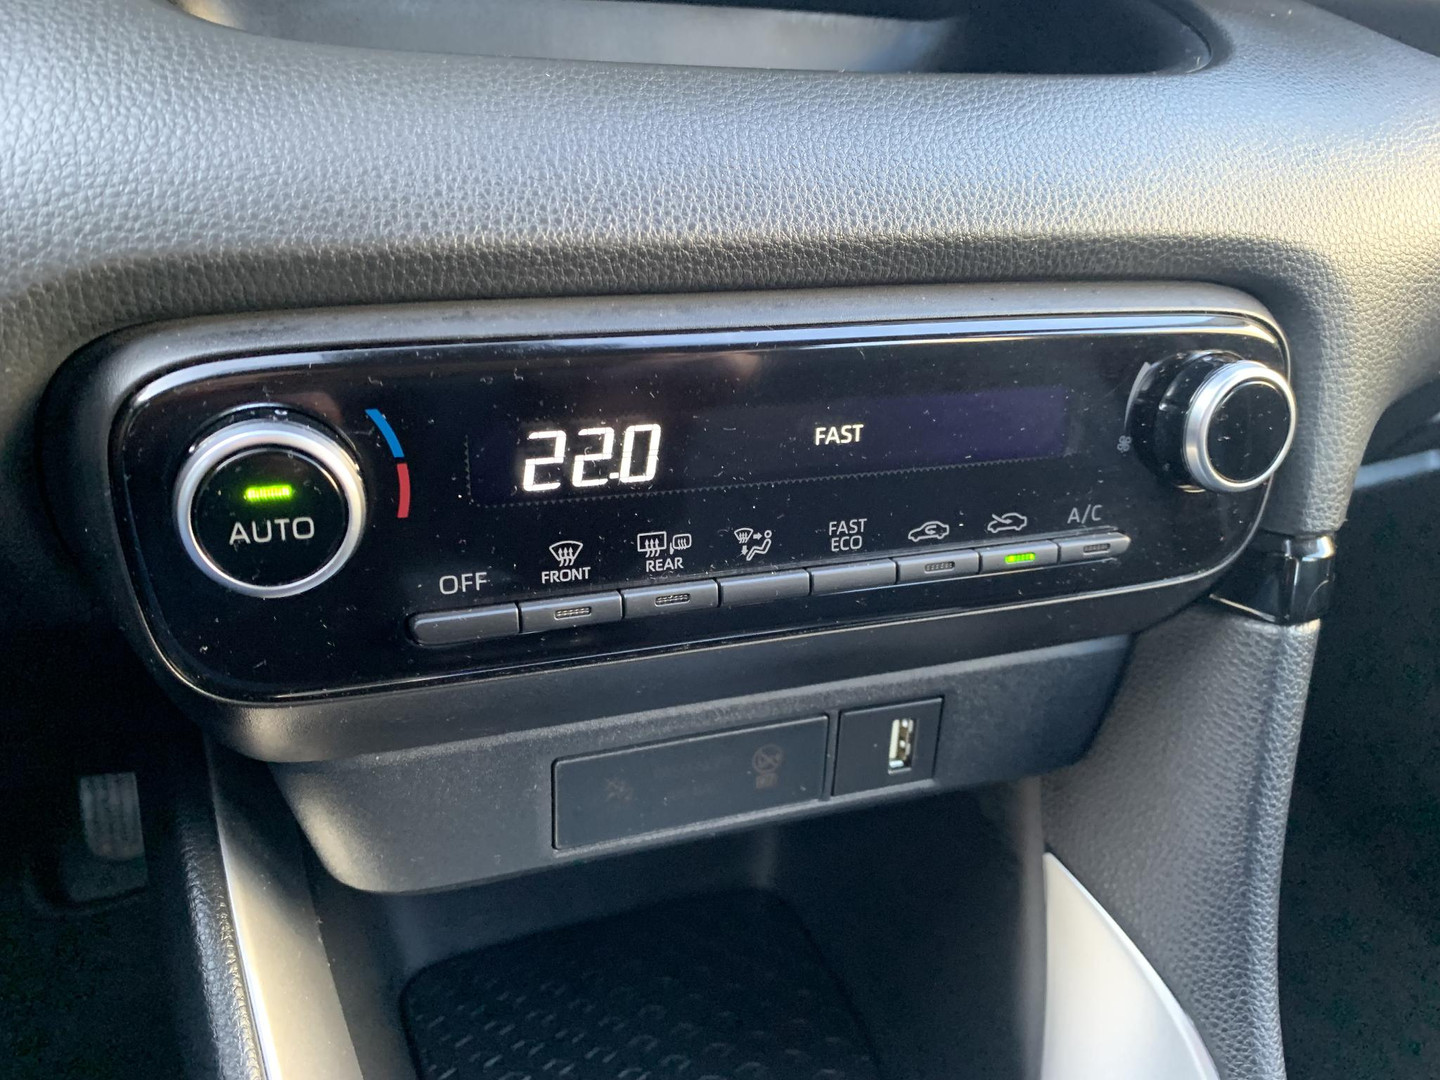 22.0
FAST
AUTO
OFF
FRONT
REAR
FAST
ECO
A/C